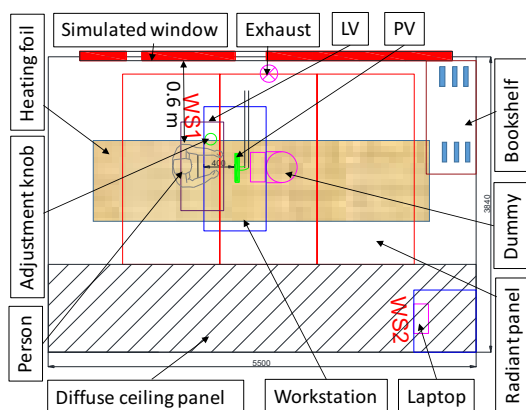 Simulated window
Exhaust
LV
PV
Heating foil
Adjustment knob
Person
0.6 m
WS1
400
Bookshelf
3840
Dummy
Radiant panel
WS2
5500
Diffuse ceiling panel
Workstation
Laptop